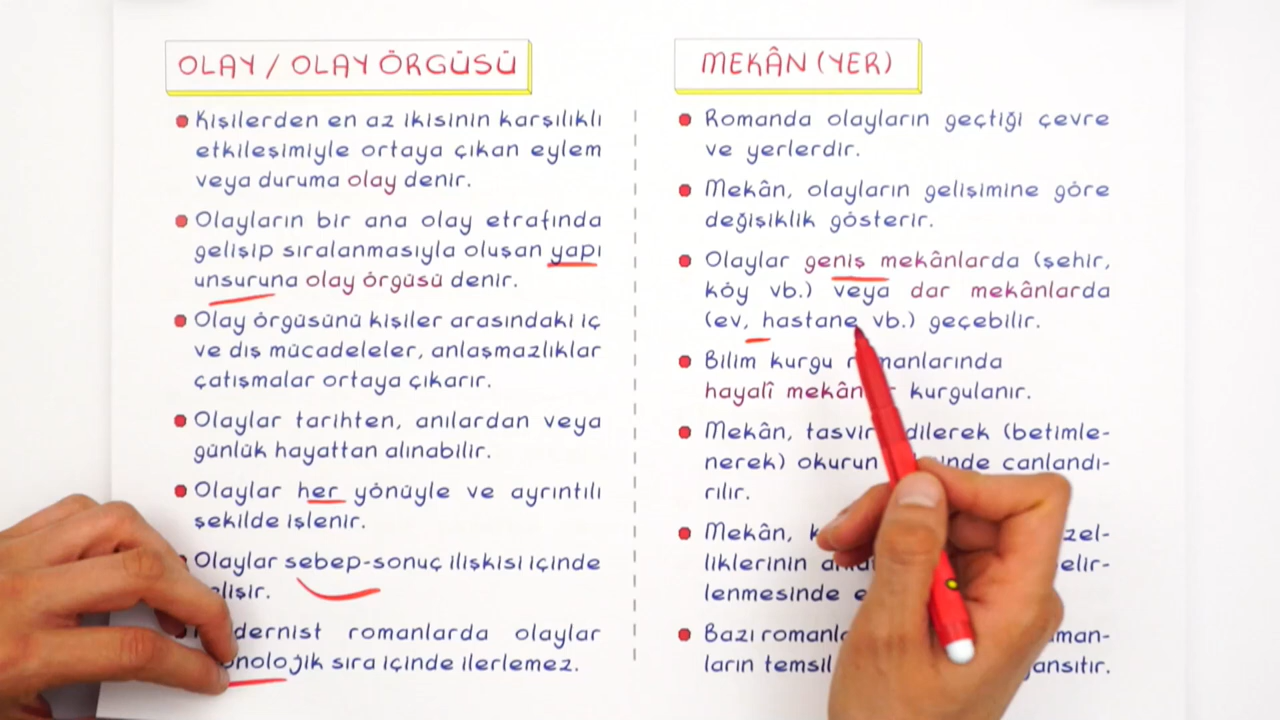 OLAY / OLAY ÖRGÜSÜ
Kişilerden en az ikisinin karşılıklı
etkileşimiyle ortaya çıkan eylem
veya duruma olay denir.
Olayların bir ana olay etrafında
gelişip sıralanmasıyla oluşan yapı
unsuruna olay örgüsü denir.
Olay örgüsünü kişiler arasındaki iç
ve dış mücadeleler, anlaşmazlıklar
çatışmalar ortaya çıkarır.
Olaylar tarihten, anılardan veya
günlük hayattan alınabilir.
Olaylar her yönüyle ve ayrıntılı
şekilde işlenir.
Olaylar sebep-sonuç ilişkisi içinde
romanlarda olaylar
sıra içinde ilerlemez.
MEKÂN (YER)
Romanda olayların geçtiği çevre
ve yerlerdir.
Mekân, olayların gelişimine göre
değişiklik gösterir.
Olaylar geniş mekânlarda (şehir,
köy vb.) veya dar mekânlarda
(ev, hastane vb.) geçebilir.
Bilim kurgu
kurgulanır.
Mekân, (betimle-
nerek) okurun canlandı-
rılır.
Mekân,
liklerinin
lenmesinde
Bazı
ların